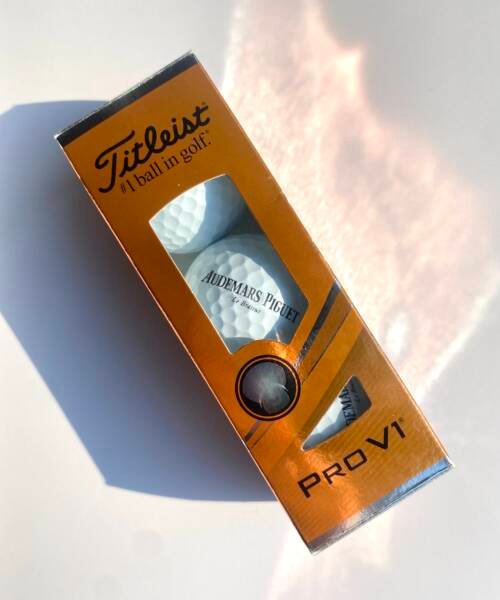 Titleist®
#1 ball in golf.®
AUDEMARS PIGUET
Le Brassus
PRO V1®